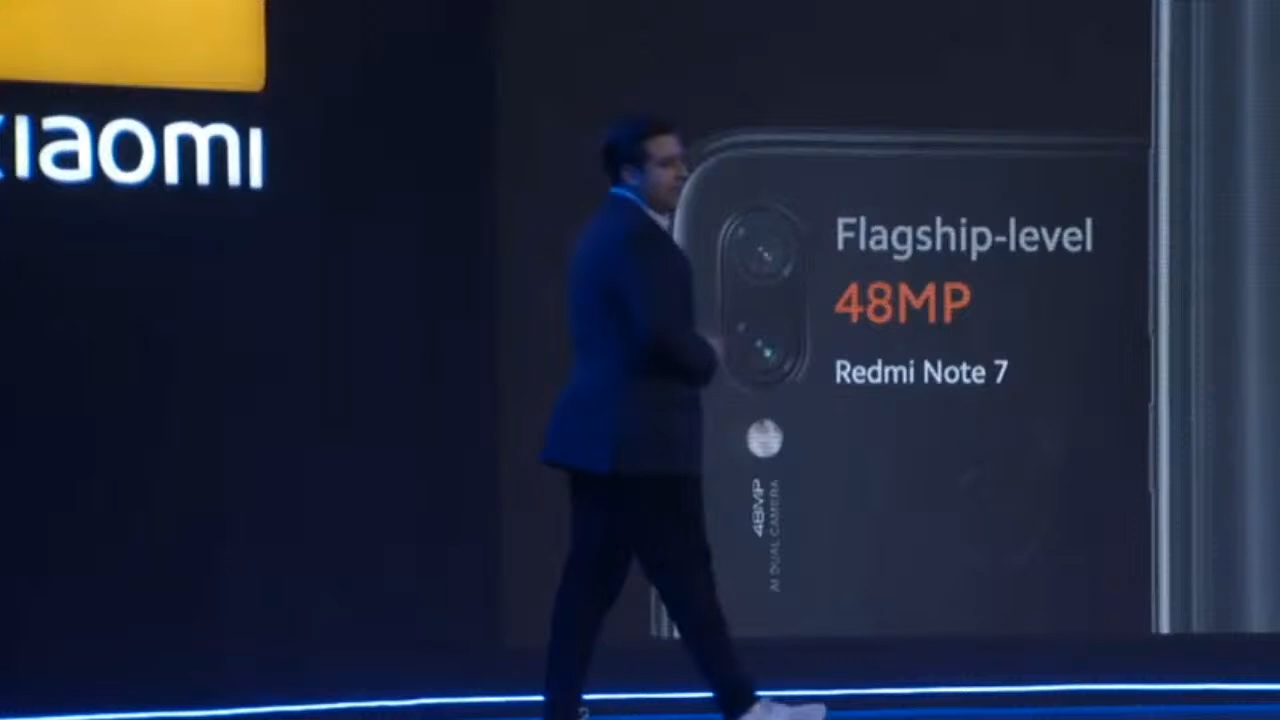 xiaomi
Flagship-level
48MP
Redmi Note 7
48MP
AI DUAL CAMERA